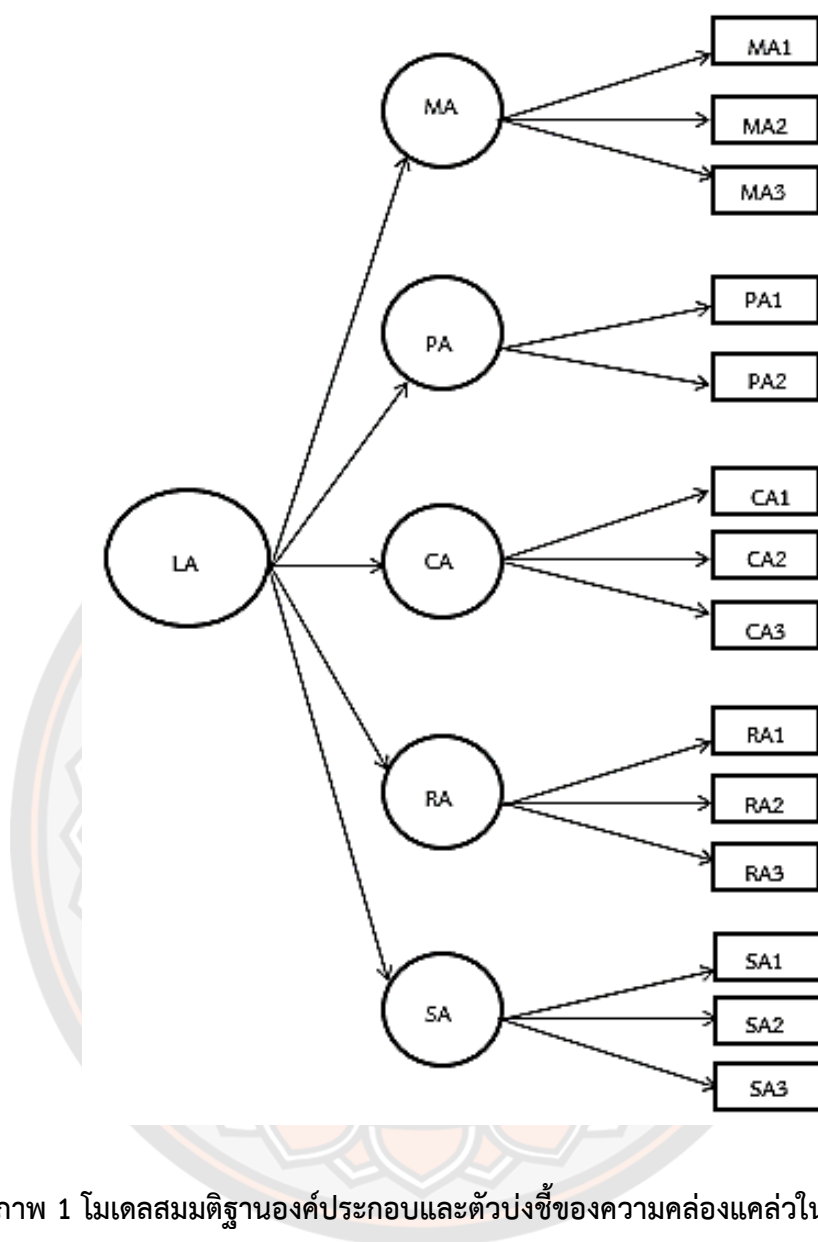 MA1
MA
MA2
MA3
PA1
PA
PA2
CA1
LA
CA
CA2
CA3
RA1
RA
RA2
RA3
SA1
SA
SA2
SA3
ภาพ 1 โมเดลสมมติฐานองค์ประกอบและตัวบ่งชี้ของความคล่องแคล่วใน